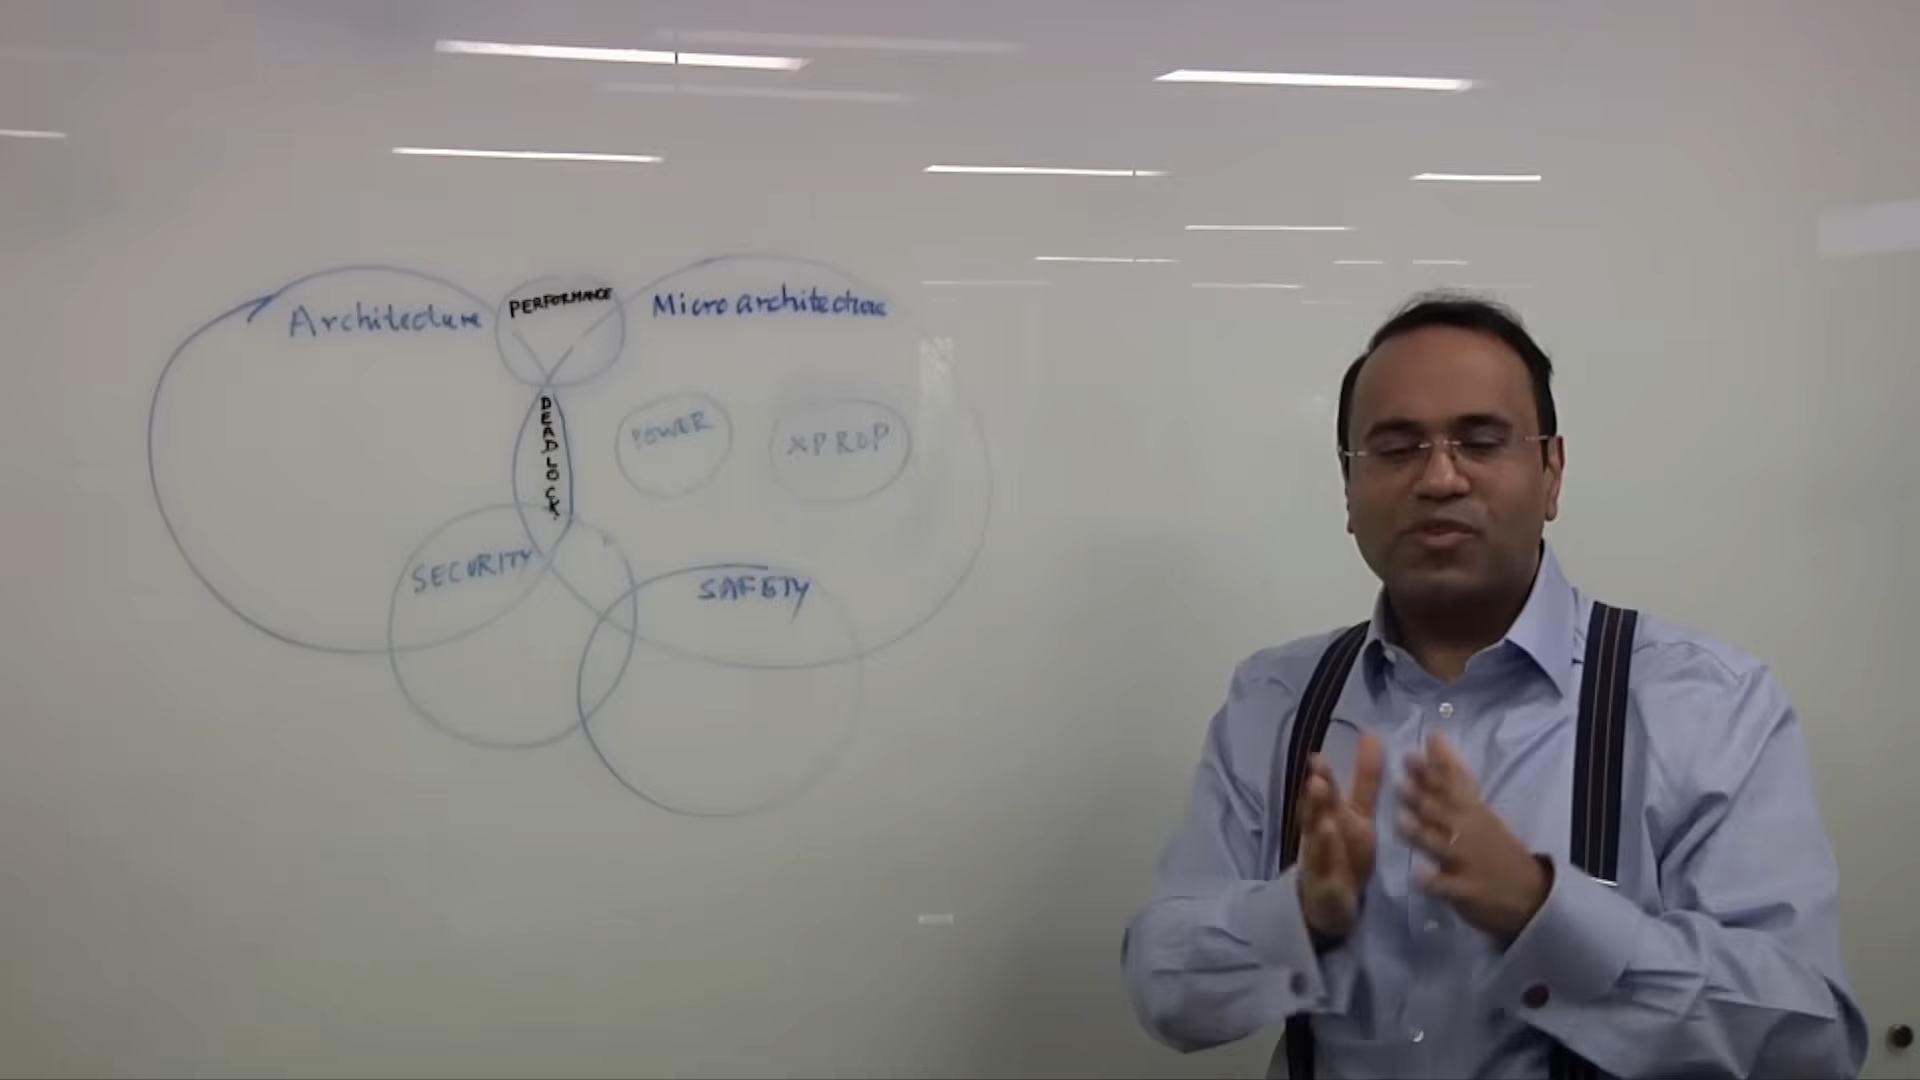 Architecture
PERFORMANCE
Microarchitecture
DEADLOCK
POWER
XPROP
SECURITY
SAFETY